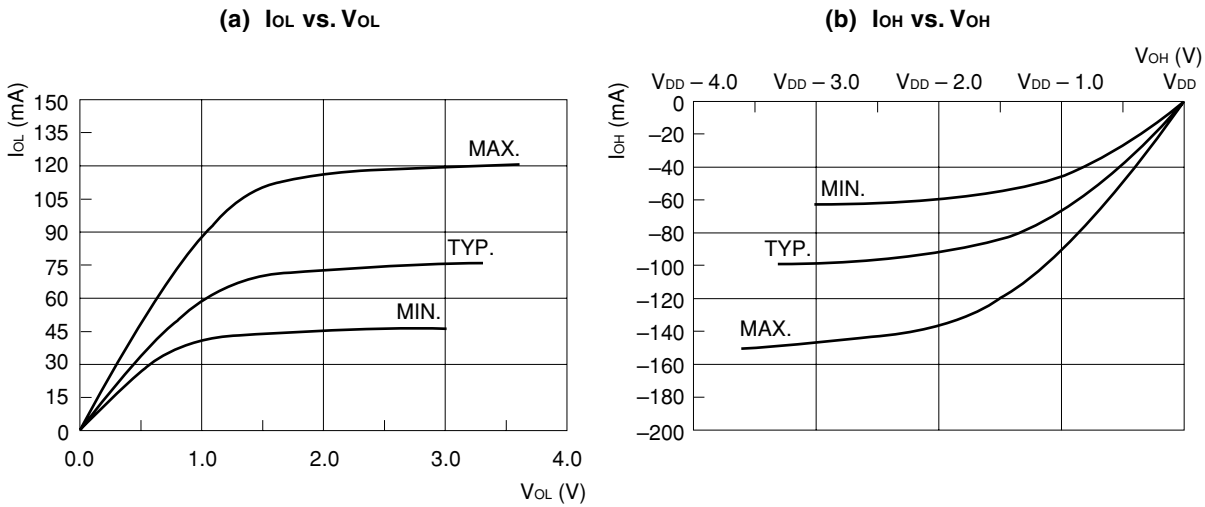 (a) IOL vs. VOL
IOL (mA)
150
135
120
105
90
75
60
45
30
15
0
0.0 1.0 2.0 3.0 4.0
VOL (V)
MAX.
TYP.
MIN.
(b) IOH vs. VOH
VOH (V)
VDD – 4.0 VDD – 3.0 VDD – 2.0 VDD – 1.0 VDD
IOH (mA)
0
–20
–40
–60
–80
–100
–120
–140
–160
–180
–200
MIN.
TYP.
MAX.